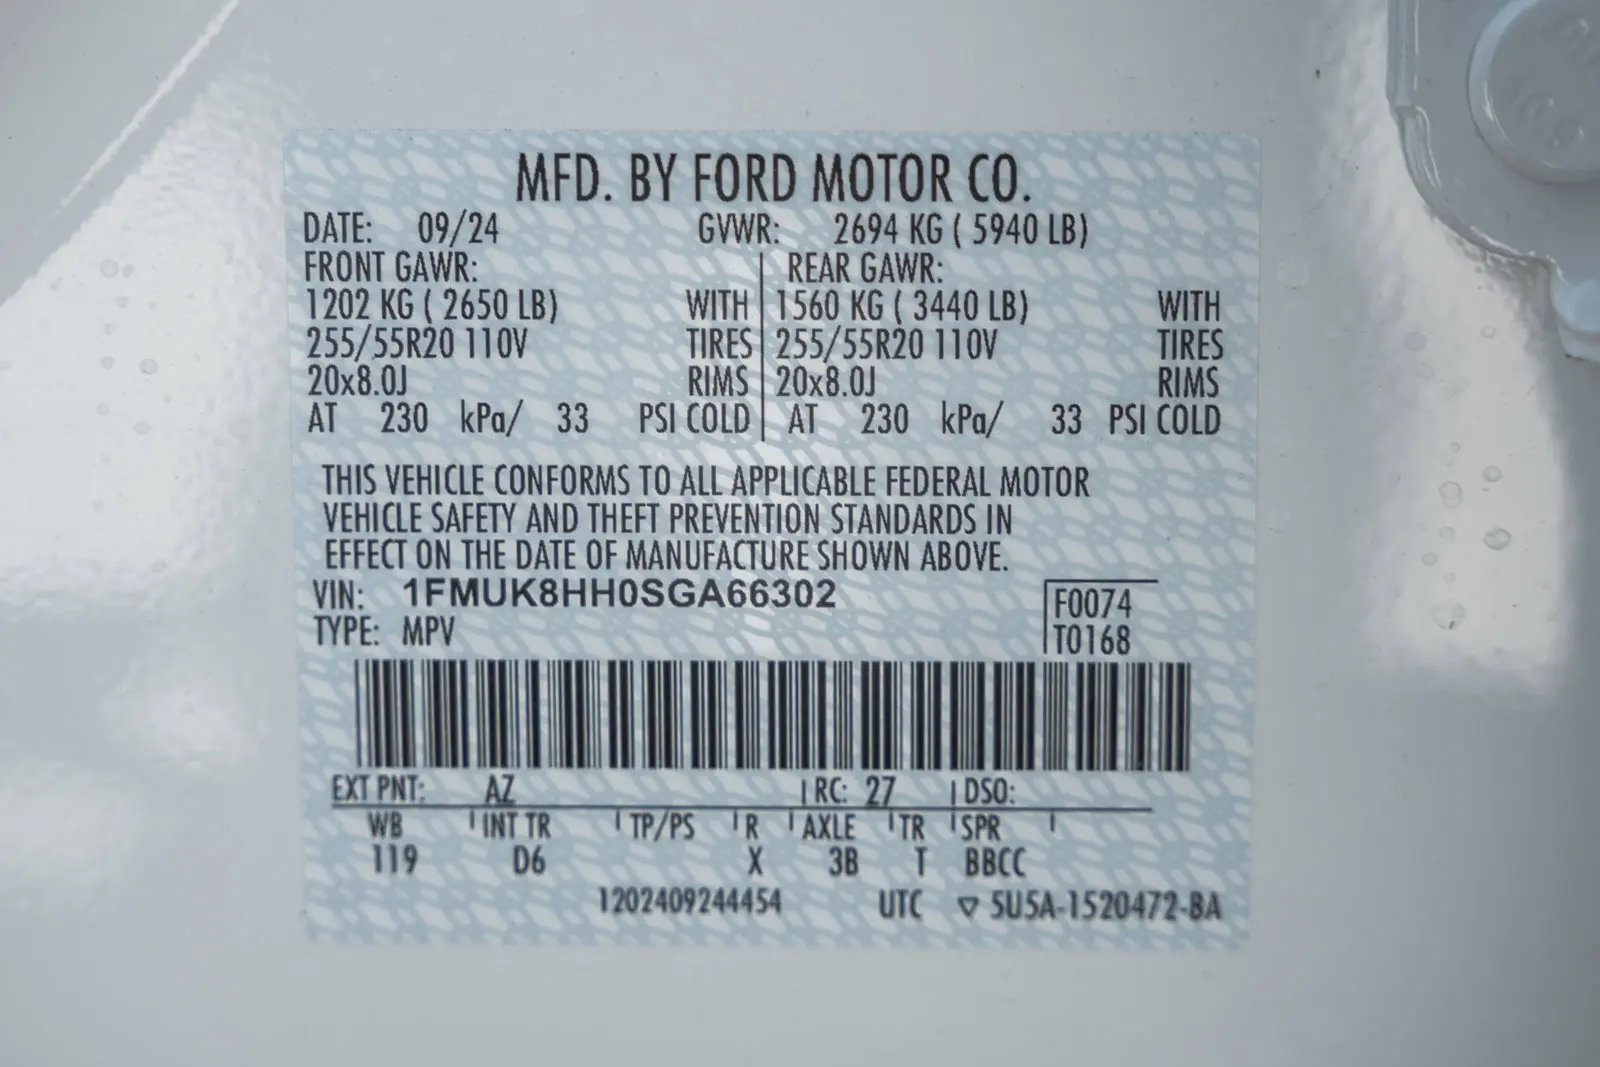 MFD. BY FORD MOTOR CO.
DATE: 09/24 GVWR: 2694 KG ( 5940 LB)
FRONT GAWR: REAR GAWR:
1202 KG ( 2650 LB) WITH 1560 KG ( 3440 LB) WITH
255/55R20 110V TIRES 255/55R20 110V TIRES
20x8.0J RIMS 20x8.0J RIMS
AT 230 kPa/ 33 PSI COLD AT 230 kPa/ 33 PSI COLD
THIS VEHICLE CONFORMS TO ALL APPLICABLE FEDERAL MOTOR
VEHICLE SAFETY AND THEFT PREVENTION STANDARDS IN
EFFECT ON THE DATE OF MANUFACTURE SHOWN ABOVE.
VIN: 1FMUK8HH0SGA66302 F0074
TYPE: MPV T0168
EXT PNT: AZ RC: 27 DSO:
WB INT TR TP/PS R AXLE TR SPR
119 D6 X 3B T BBCC
1202409244454 UTC ▽ 5U5A-1520472-BA